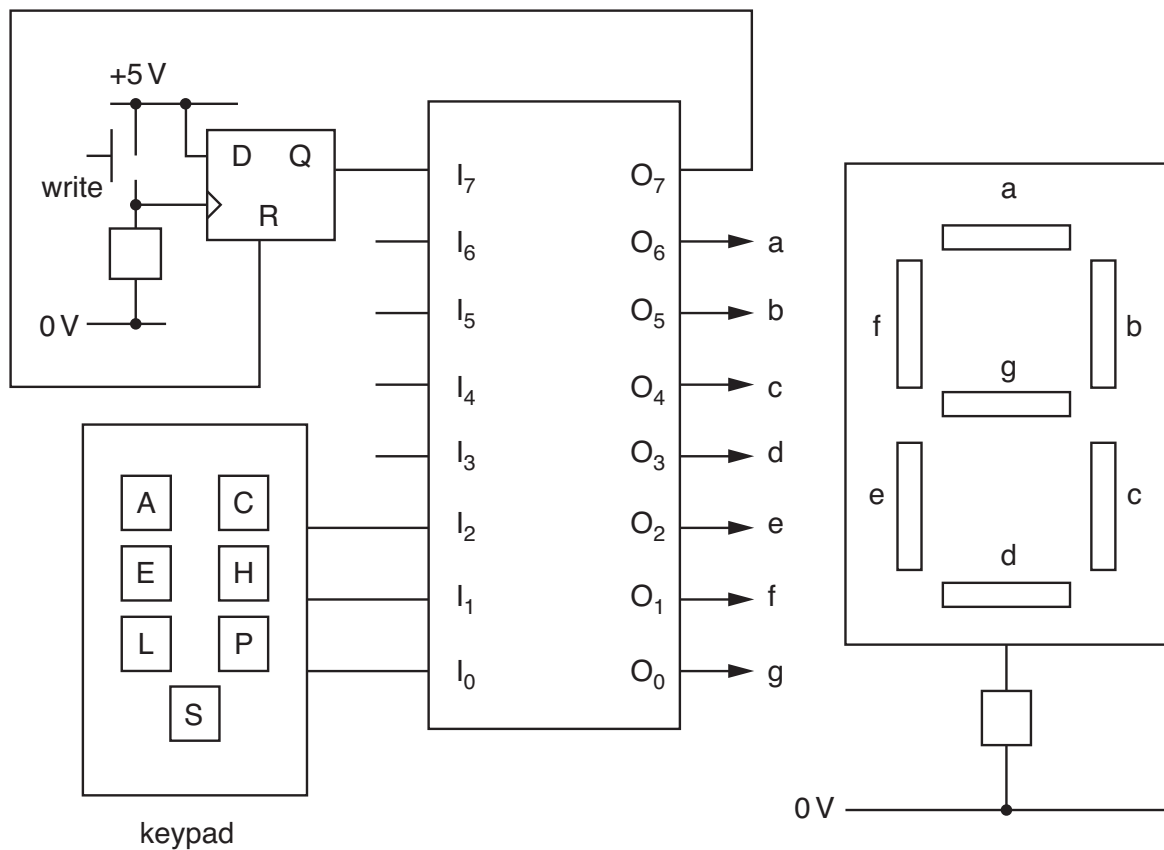 +5 V
write
0 V
D Q
R
I₇ O₇
I₆ O₆ a
I₅ O₅ b
I₄ O₄ c
I₃ O₃ d
I₂ O₂ e
I₁ O₁ f
I₀ O₀ g
A C
E H
L P
S
keypad
a
f b
g
e c
d
0 V